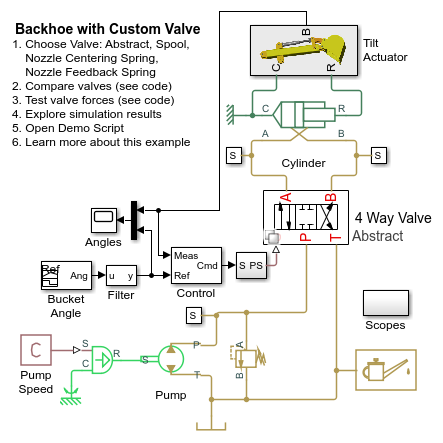 Backhoe with Custom Valve
1. Choose Valve: Abstract, Spool,
Nozzle Centering Spring,
Nozzle Feedback Spring
2. Compare valves (see code)
3. Test valve forces (see code)
4. Explore simulation results
5. Open Demo Script
6. Learn more about this example
B
C
R
Tilt
Actuator
C
R
A
B
S
S
Cylinder
A
B
P
T
4 Way Valve
Abstract
Angles
Meas
Ref
Cmd
Control
S PS
Ref
Ang
Bucket
Angle
u
y
Filter
S
Scopes
C
Pump
Speed
S
C
R
S
P
T
Pump
A
B